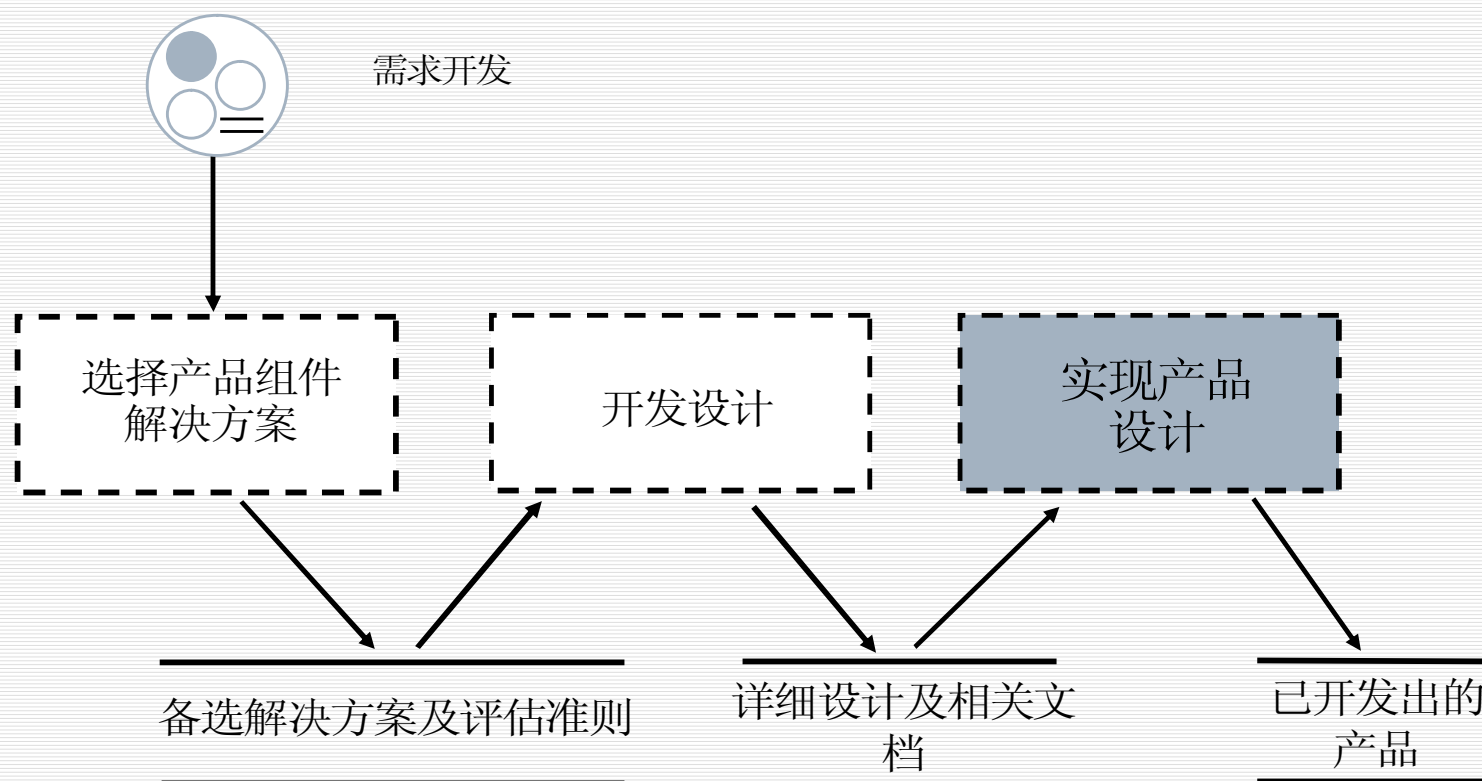 需求开发
选择产品组件
解决方案
开发设计
实现产品
设计
备选解决方案及评估准则
详细设计及相关文
档
已开发出的
产品